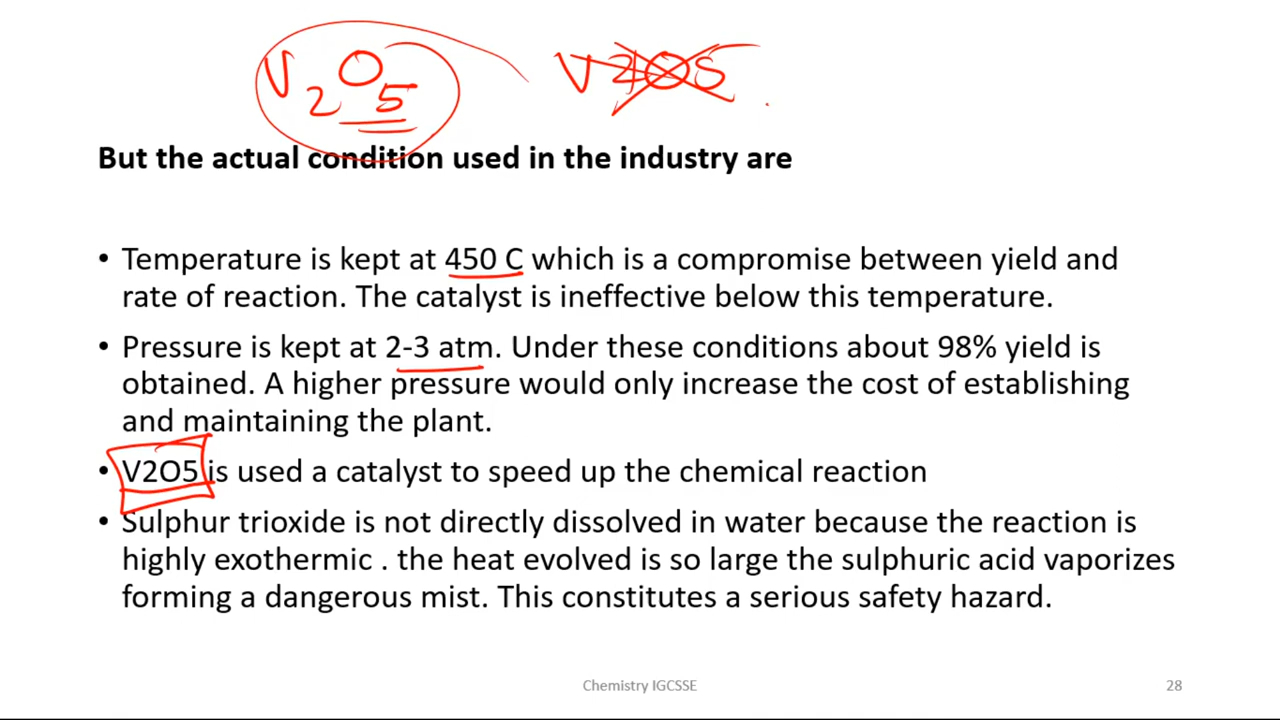 V₂O₅ V2O5
But the actual condition used in the industry are
• Temperature is kept at 450 C which is a compromise between yield and
rate of reaction. The catalyst is ineffective below this temperature.
• Pressure is kept at 2-3 atm. Under these conditions about 98% yield is
obtained. A higher pressure would only increase the cost of establishing
and maintaining the plant.
• V2O5 is used a catalyst to speed up the chemical reaction
• Sulphur trioxide is not directly dissolved in water because the reaction is
highly exothermic . the heat evolved is so large the sulphuric acid vaporizes
forming a dangerous mist. This constitutes a serious safety hazard.
Chemistry IGCSSE 28